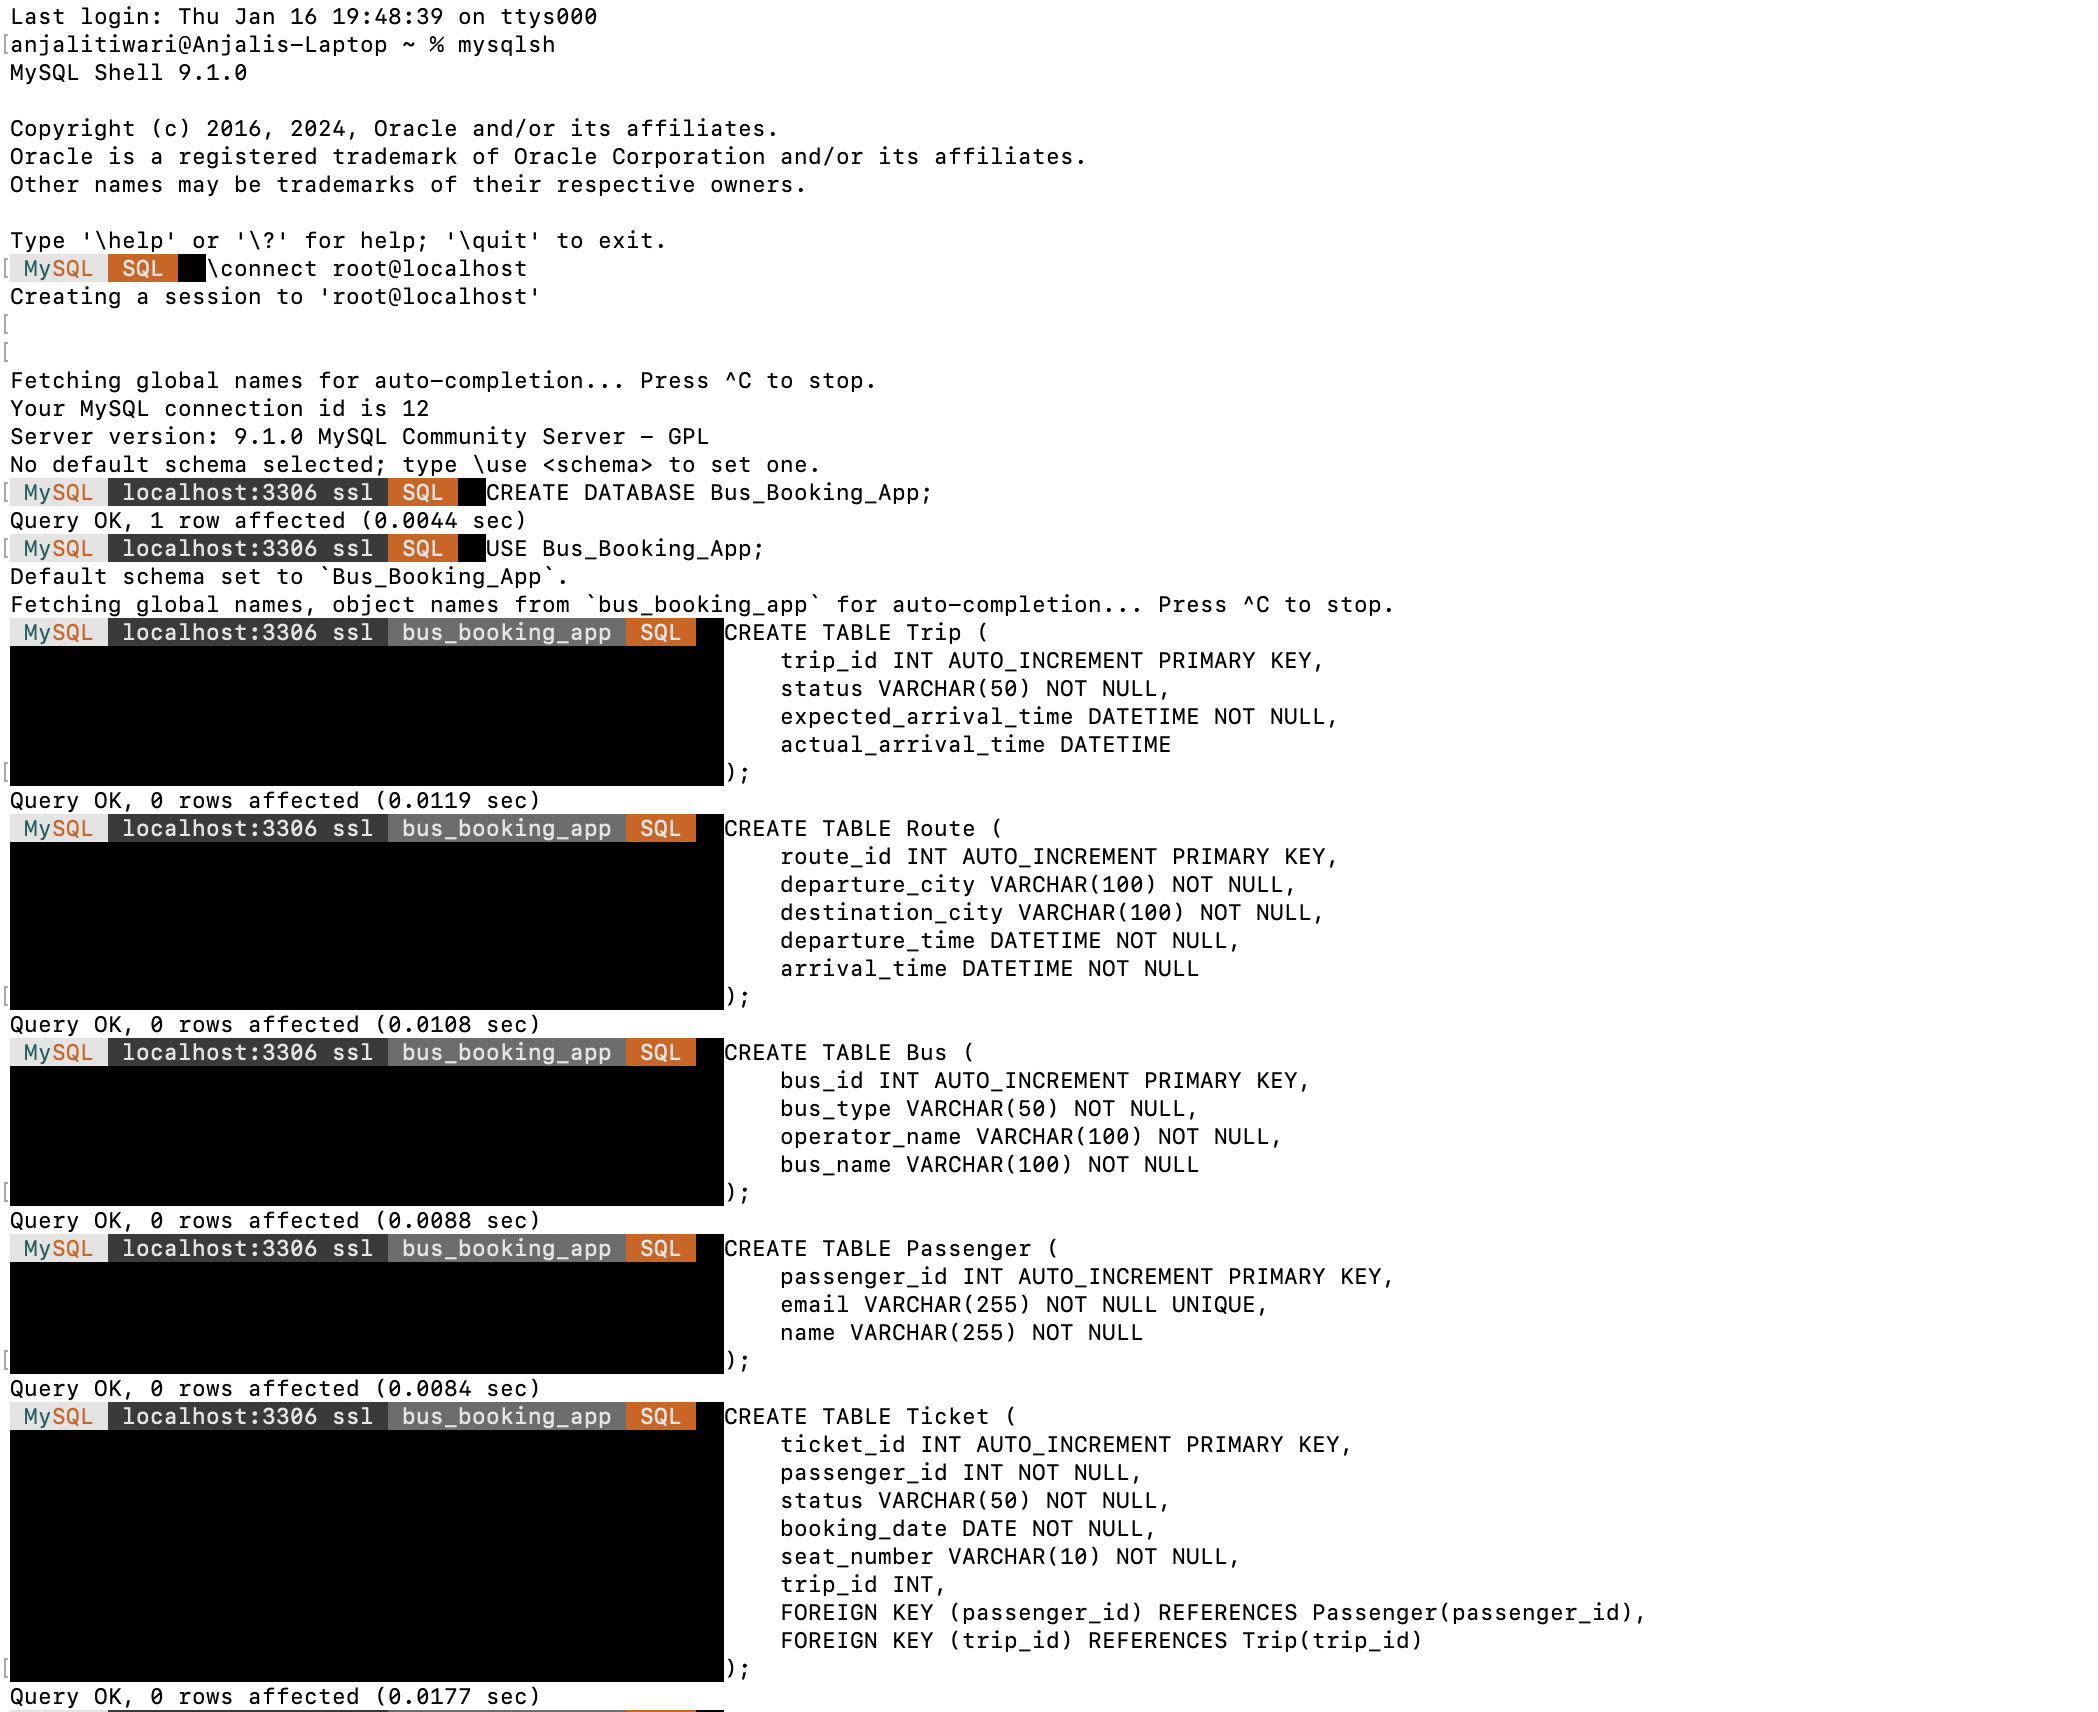 Last login: Thu Jan 16 19:48:39 on ttys000
[anjalitiwari@Anjalis-Laptop ~ % mysqlsh
MySQL Shell 9.1.0
Copyright (c) 2016, 2024, Oracle and/or its affiliates.
Oracle is a registered trademark of Oracle Corporation and/or its affiliates.
Other names may be trademarks of their respective owners.
Type '\help' or '\?' for help; '\quit' to exit.
[ MySQL  SQL  \connect root@localhost
Creating a session to 'root@localhost'
[
[
Fetching global names for auto-completion... Press ^C to stop.
Your MySQL connection id is 12
Server version: 9.1.0 MySQL Community Server - GPL
No default schema selected; type \use <schema> to set one.
[ MySQL  localhost:3306 ssl  SQL  CREATE DATABASE Bus_Booking_App;
Query OK, 1 row affected (0.0044 sec)
[ MySQL  localhost:3306 ssl  SQL  USE Bus_Booking_App;
Default schema set to `Bus_Booking_App`.
Fetching global names, object names from `bus_booking_app` for auto-completion... Press ^C to stop.
MySQL  localhost:3306 ssl  bus_booking_app  SQL  CREATE TABLE Trip (
trip_id INT AUTO_INCREMENT PRIMARY KEY,
status VARCHAR(50) NOT NULL,
expected_arrival_time DATETIME NOT NULL,
actual_arrival_time DATETIME
[ );
Query OK, 0 rows affected (0.0119 sec)
MySQL  localhost:3306 ssl  bus_booking_app  SQL  CREATE TABLE Route (
route_id INT AUTO_INCREMENT PRIMARY KEY,
departure_city VARCHAR(100) NOT NULL,
destination_city VARCHAR(100) NOT NULL,
departure_time DATETIME NOT NULL,
arrival_time DATETIME NOT NULL
[ );
Query OK, 0 rows affected (0.0108 sec)
MySQL  localhost:3306 ssl  bus_booking_app  SQL  CREATE TABLE Bus (
bus_id INT AUTO_INCREMENT PRIMARY KEY,
bus_type VARCHAR(50) NOT NULL,
operator_name VARCHAR(100) NOT NULL,
bus_name VARCHAR(100) NOT NULL
[ );
Query OK, 0 rows affected (0.0088 sec)
MySQL  localhost:3306 ssl  bus_booking_app  SQL  CREATE TABLE Passenger (
passenger_id INT AUTO_INCREMENT PRIMARY KEY,
email VARCHAR(255) NOT NULL UNIQUE,
name VARCHAR(255) NOT NULL
[ );
Query OK, 0 rows affected (0.0084 sec)
MySQL  localhost:3306 ssl  bus_booking_app  SQL  CREATE TABLE Ticket (
ticket_id INT AUTO_INCREMENT PRIMARY KEY,
passenger_id INT NOT NULL,
status VARCHAR(50) NOT NULL,
booking_date DATE NOT NULL,
seat_number VARCHAR(10) NOT NULL,
trip_id INT,
FOREIGN KEY (passenger_id) REFERENCES Passenger(passenger_id),
FOREIGN KEY (trip_id) REFERENCES Trip(trip_id)
[ );
Query OK, 0 rows affected (0.0177 sec)